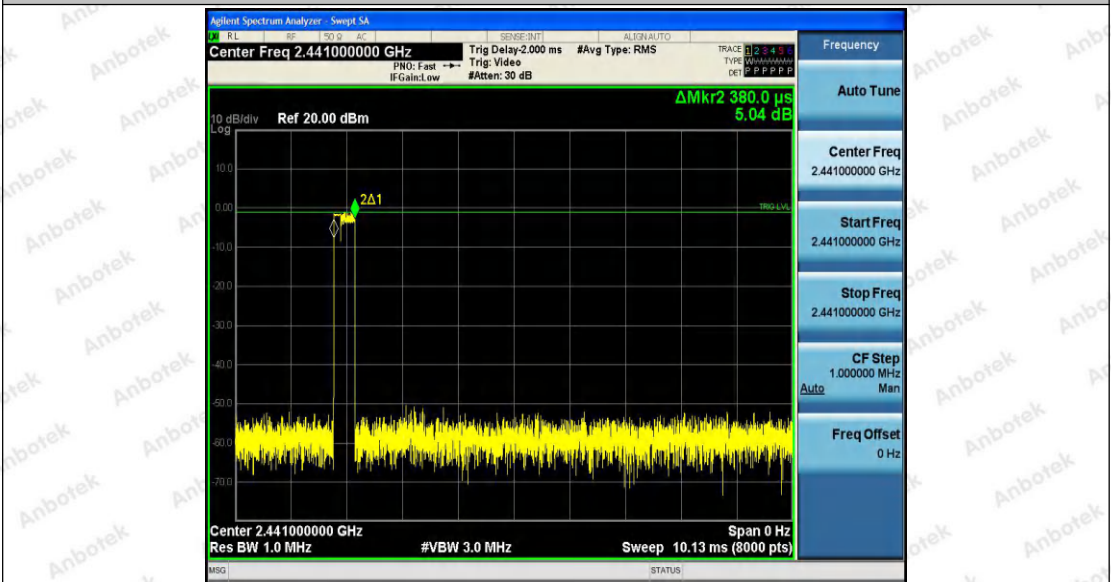 Agilent Spectrum Analyzer - Swept SA
RL RF 50 Ω AC SENSE:INT ALIGN AUTO
Center Freq 2.441000000 GHz
PNO: Fast
IFGain:Low
Trig Delay-2.000 ms
Trig: Video
#Atten: 30 dB
#Avg Type: RMS
TRACE 1 2 3 4 5 6
TYPE
DET P P P P P P
ΔMkr2 380.0 μs
5.04 dB
10 dB/div
Log
Ref 20.00 dBm
10.0
0.00
-10.0
-20.0
-30.0
-40.0
-50.0
-60.0
-70.0
2Δ1
TRIG LVL
Center 2.441000000 GHz
Span 0 Hz
Res BW 1.0 MHz
#VBW 3.0 MHz
Sweep 10.13 ms (8000 pts)
MSG
STATUS
Frequency
Auto Tune
Center Freq
2.441000000 GHz
Start Freq
2.441000000 GHz
Stop Freq
2.441000000 GHz
CF Step
1.000000 MHz
Auto Man
Freq Offset
0 Hz
Anbotek